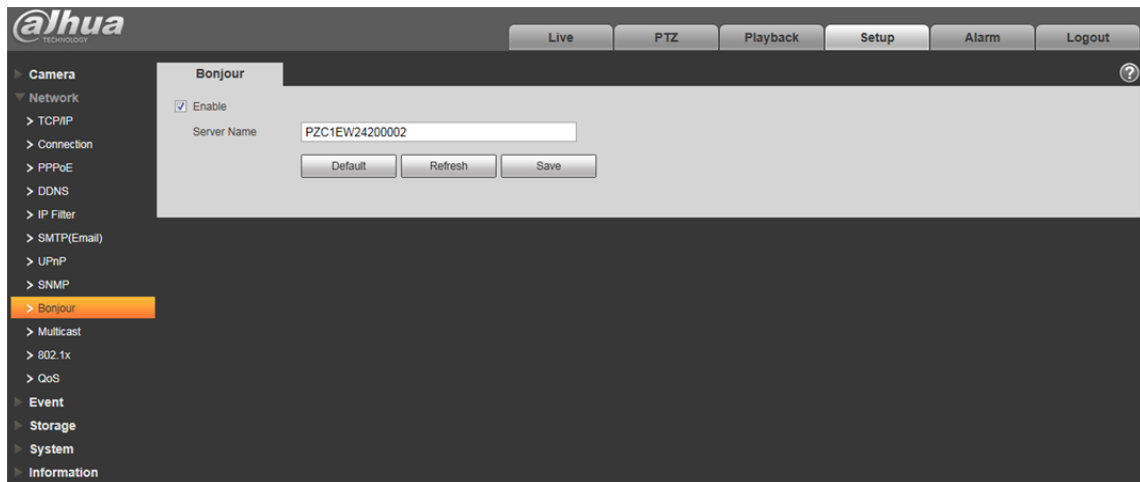 alhua
TECHNOLOGY
Live PTZ Playback Setup Alarm Logout
Camera
Network
> TCP/IP
> Connection
> PPPoE
> DDNS
> IP Filter
> SMTP(Email)
> UPnP
> SNMP
> Bonjour
> Multicast
> 802.1x
> QoS
Event
Storage
System
Information
Bonjour
?
Enable
Server Name PZC1EW24200002
Default Refresh Save